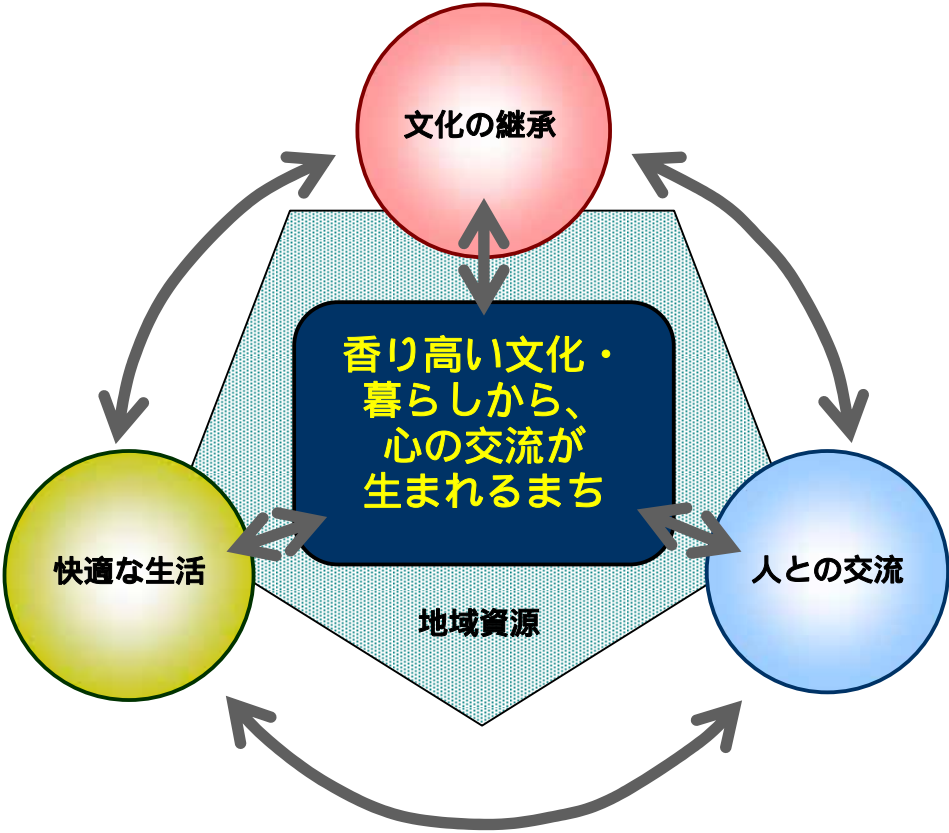 文化の継承
香り高い文化・
暮らしから、
心の交流が
生まれるまち
快適な生活
人との交流
地域資源